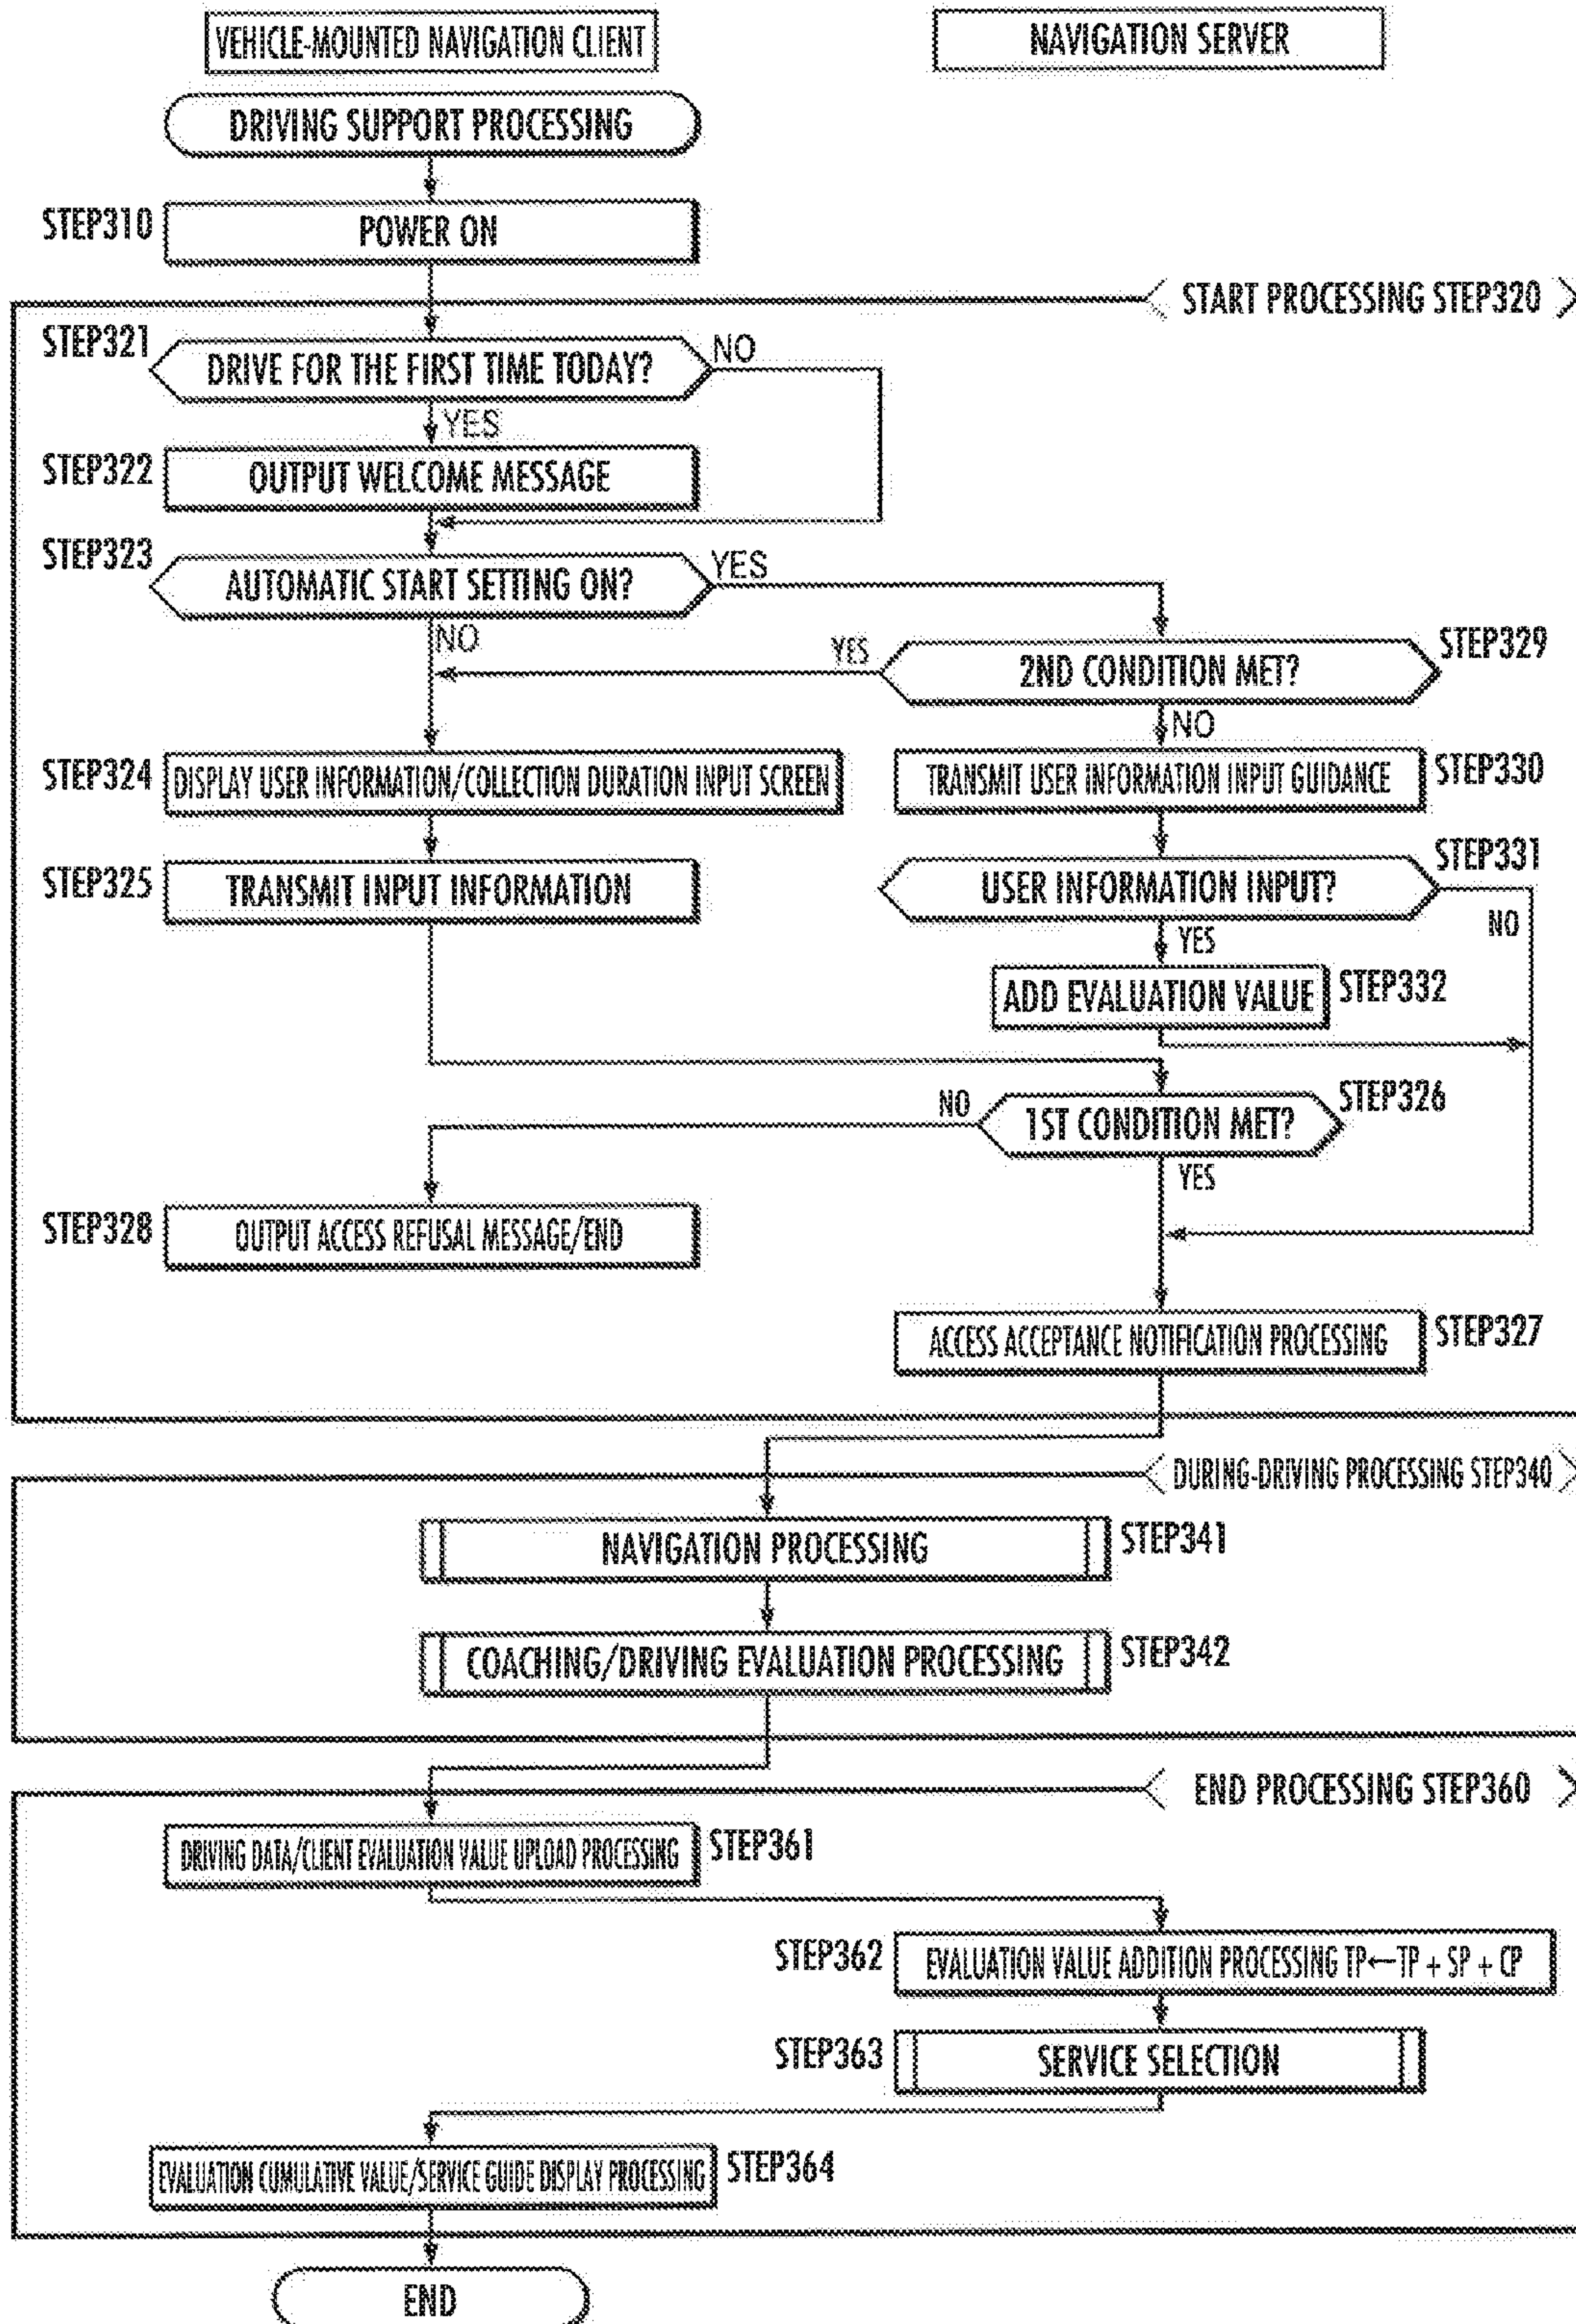 VEHICLE-MOUNTED NAVIGATION CLIENT
NAVIGATION SERVER
DRIVING SUPPORT PROCESSING
STEP310
POWER ON
START PROCESSING STEP320
STEP321
DRIVE FOR THE FIRST TIME TODAY?
NO
YES
STEP322
OUTPUT WELCOME MESSAGE
STEP323
AUTOMATIC START SETTING ON?
YES
NO
YES
2ND CONDITION MET?
STEP329
NO
STEP324
DISPLAY USER INFORMATION/COLLECTION DURATION INPUT SCREEN
TRANSMIT USER INFORMATION INPUT GUIDANCE
STEP330
STEP325
TRANSMIT INPUT INFORMATION
USER INFORMATION INPUT?
STEP331
NO
YES
ADD EVALUATION VALUE
STEP332
NO
1ST CONDITION MET?
STEP326
YES
STEP328
OUTPUT ACCESS REFUSAL MESSAGE/END
ACCESS ACCEPTANCE NOTIFICATION PROCESSING
STEP327
DURING-DRIVING PROCESSING STEP340
NAVIGATION PROCESSING
STEP341
COACHING/DRIVING EVALUATION PROCESSING
STEP342
END PROCESSING STEP360
DRIVING DATA/CLIENT EVALUATION VALUE UPLOAD PROCESSING
STEP361
STEP362
EVALUATION VALUE ADDITION PROCESSING TP←TP + SP + CP
STEP363
SERVICE SELECTION
EVALUATION CUMULATIVE VALUE/SERVICE GUIDE DISPLAY PROCESSING
STEP364
END